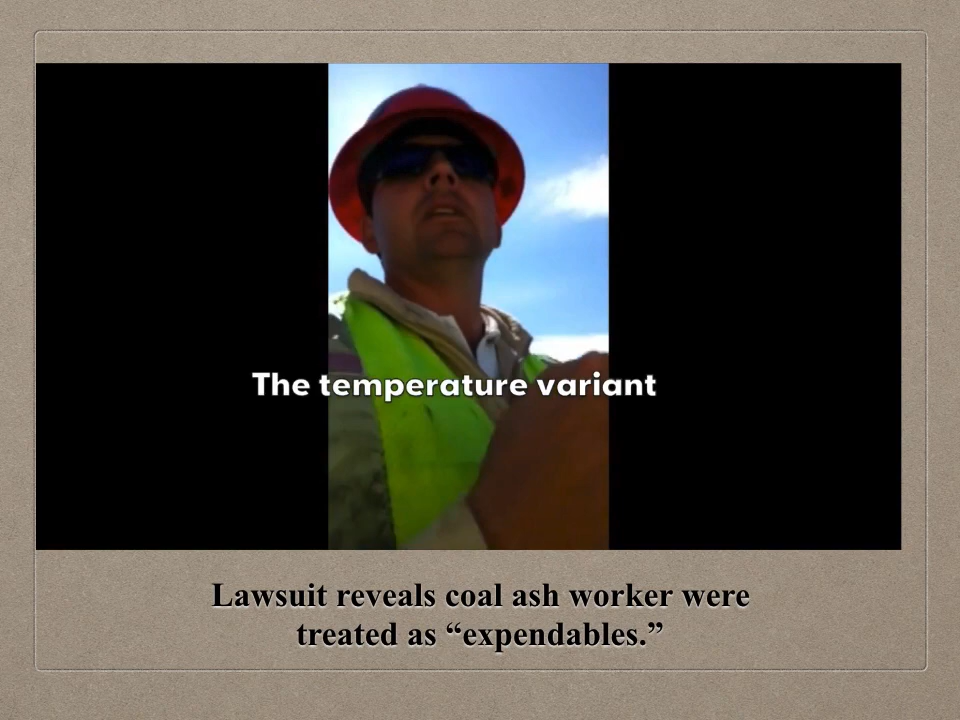 The temperature variant
Lawsuit reveals coal ash worker were
treated as “expendables.”